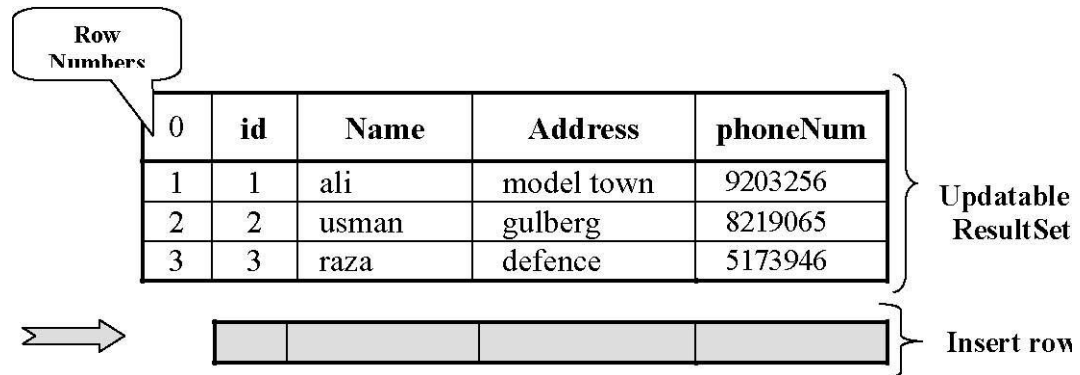 Row
Numbers
0 id Name Address phoneNum
1 1 ali model town 9203256
2 2 usman gulberg 8219065
3 3 raza defence 5173946
Updatable
ResultSet
Insert row